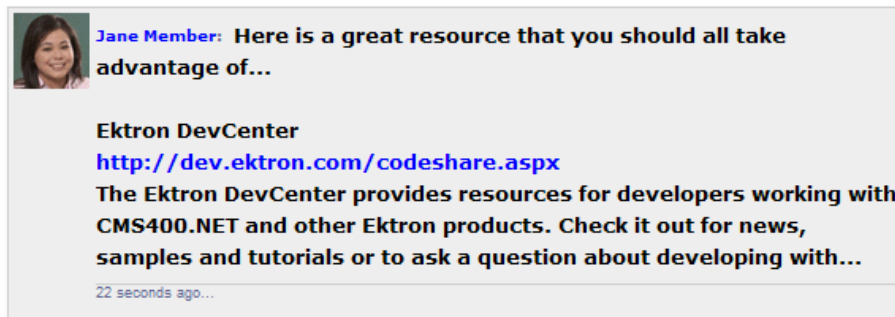 Jane Member: Here is a great resource that you should all take
advantage of...
Ektron DevCenter
http://dev.ektron.com/codeshare.aspx
The Ektron DevCenter provides resources for developers working with
CMS400.NET and other Ektron products. Check it out for news,
samples and tutorials or to ask a question about developing with...
22 seconds ago...